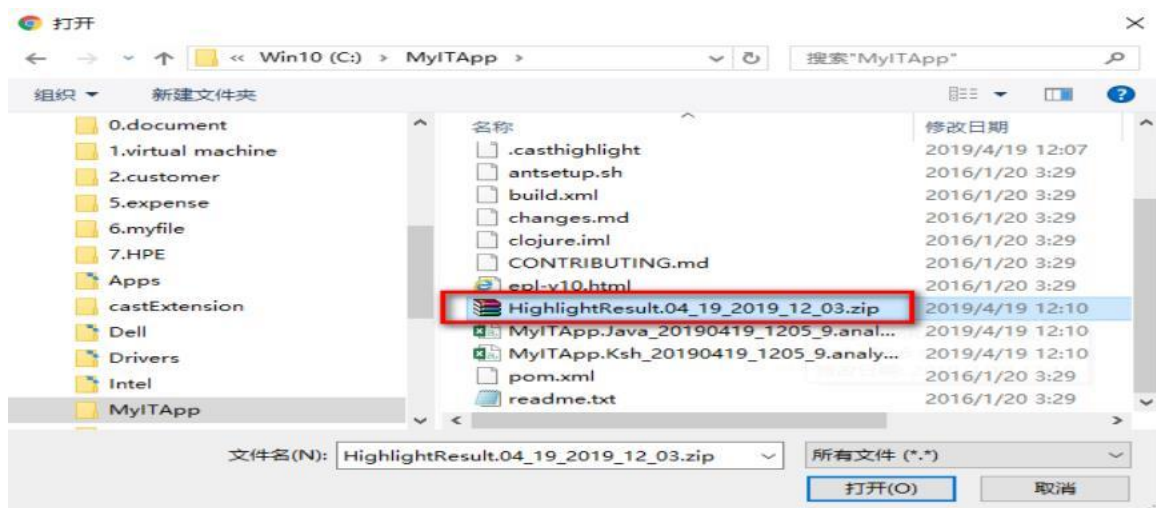 打开
« Win10 (C:) > MyITApp >
搜索"MyITApp"
组织
新建文件夹
0.document
1.virtual machine
2.customer
5.expense
6.myfile
7.HPE
Apps
castExtension
Dell
Drivers
Intel
MyITApp
名称 修改日期
.casthighlight 2019/4/19 12:07
antsetup.sh 2016/1/20 3:29
build.xml 2016/1/20 3:29
changes.md 2016/1/20 3:29
clojure.iml 2016/1/20 3:29
CONTRIBUTING.md 2016/1/20 3:29
epl-v10.html 2016/1/20 3:29
HighlightResult.04_19_2019_12_03.zip 2019/4/19 12:10
MyITApp.Java_20190419_1205_9.anal... 2019/4/19 12:10
MyITApp.Ksh_20190419_1205_9.analy... 2019/4/19 12:10
pom.xml 2016/1/20 3:29
readme.txt 2016/1/20 3:29
文件名(N): HighlightResult.04_19_2019_12_03.zip
所有文件 (*.*)
打开(O) 取消